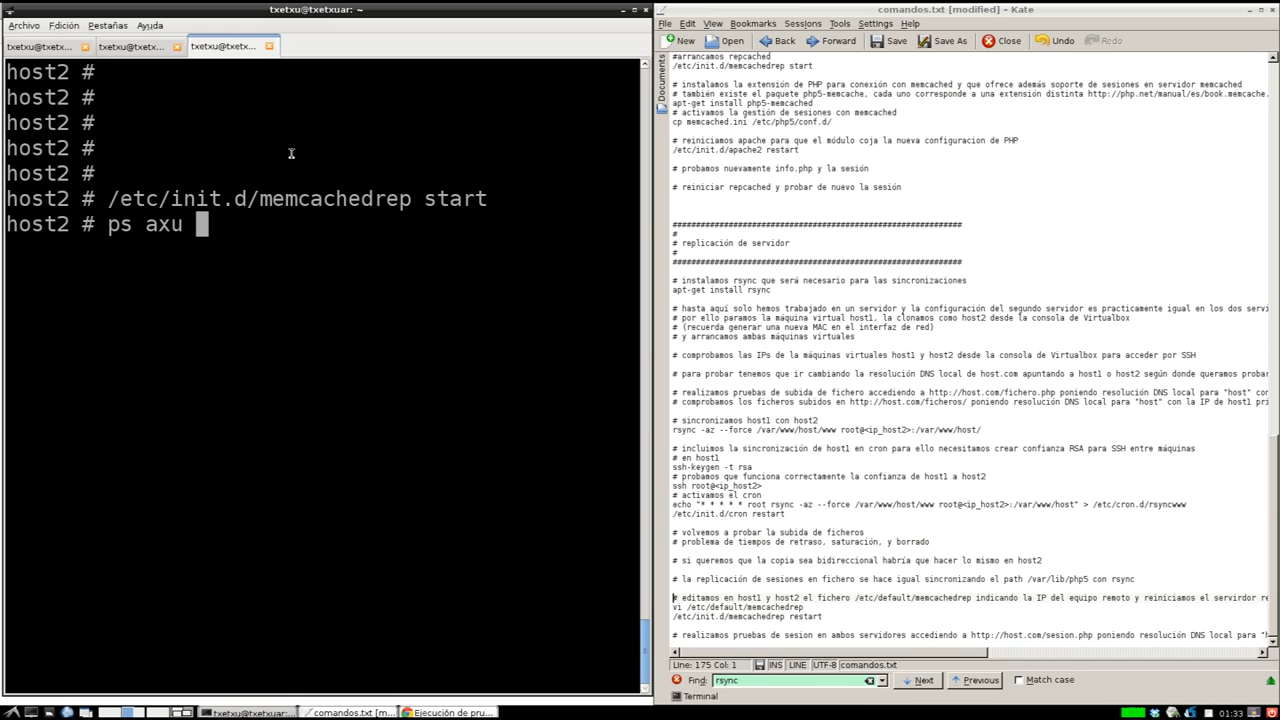 txetxu@txetxuar: ~
Archivo Edición Pestañas Ayuda
txetxu@txetx... txetxu@txetx... txetxu@txetx...
host2 #
host2 #
host2 #
host2 #
host2 #
host2 # /etc/init.d/memcachedrep start
host2 # ps axu
comandos.txt [modified] – Kate
File Edit View Bookmarks Sessions Tools Settings Help
New Open Back Forward Save Save As Close Undo Redo
Documents
#arrancamos repcached
/etc/init.d/memcachedrep start
# instalamos la extensión de PHP para conexión con memcached y que ofrece además soporte de sesiones en servidor memcached
# también existe el paquete php5-memcache, cada uno corresponde a una extensión distinta http://php.net/manual/es/book.memcache.
apt-get install php5-memcached
# activamos la gestión de sesiones con memcached
cp memcached.ini /etc/php5/conf.d/
# reiniciamos apache para que el módulo coja la nueva configuracion de PHP
/etc/init.d/apache2 restart
# probamos nuevamente info.php y la sesión
# reiniciar repcached y probar de nuevo la sesión
##############################################################
#
# replicación de servidor
#
##############################################################
# instalamos rsync que será necesario para las sincronizaciones
apt-get install rsync
# hasta aquí solo hemos trabajado en un servidor y la configuración del segundo servidor es practicamente igual en los dos servi
# por ello paramos la máquina virtual host1, la clonamos como host2 desde la consola de Virtualbox
# (recuerda generar una nueva MAC en el interfaz de red)
# y arrancamos ambas máquinas virtuales
# comprobamos las IPs de la máquinas virtuales host1 y host2 desde la consola de Virtualbox para acceder por SSH
# para probar tenemos que ir cambiando la resolución DNS local de host.com apuntando a host1 o host2 según donde queramos probar
# realizamos pruebas de subida de fichero accediendo a http://host.com/fichero.php poniendo resolución DNS local para "host" co
# comprobamos los ficheros subidos en http://host.com/ficheros/ poniendo resolución DNS local para "host" con la IP de host1 pri
# sincronizamos host1 con host2
rsync -az --force /var/www/host/www root@<ip_host2>:/var/www/host/
# incluimos la sincronización de host1 en cron para ello necesitamos crear confianza RSA para SSH entre máquinas
# en host1
ssh-keygen -t rsa
# probamos que funciona correctamente la confianza de host1 a host2
ssh root@<ip_host2>
# activamos el cron
echo "* * * * * root rsync -az --force /var/www/host/www root@<ip_host2>:/var/www/host" > /etc/cron.d/rsyncwww
/etc/init.d/cron restart
# volvemos a probar la subida de ficheros
# problema de tiempos de retraso, saturación, y borrado
# si queremos que la copia sea bidireccional habría que hacer lo mismo en host2
# la replicación de sesiones en fichero se hace igual sincronizando el path /var/lib/php5 con rsync
# editamos en host1 y host2 el fichero /etc/default/memcachedrep indicando la IP del equipo remoto y reiniciamos el servirdor re
vi /etc/default/memcachedrep
/etc/init.d/memcachedrep restart
# realizamos pruebas de sesion en ambos servidores accediendo a http://host.com/sesion.php poniendo resolución DNS local para "h
Line: 175 Col: 1 INS LINE UTF-8 comandos.txt
Find: rsync Next Previous Match case
Terminal
txetxu@txetxuar: ... comandos.txt [m... Ejecución de pru... 01:33